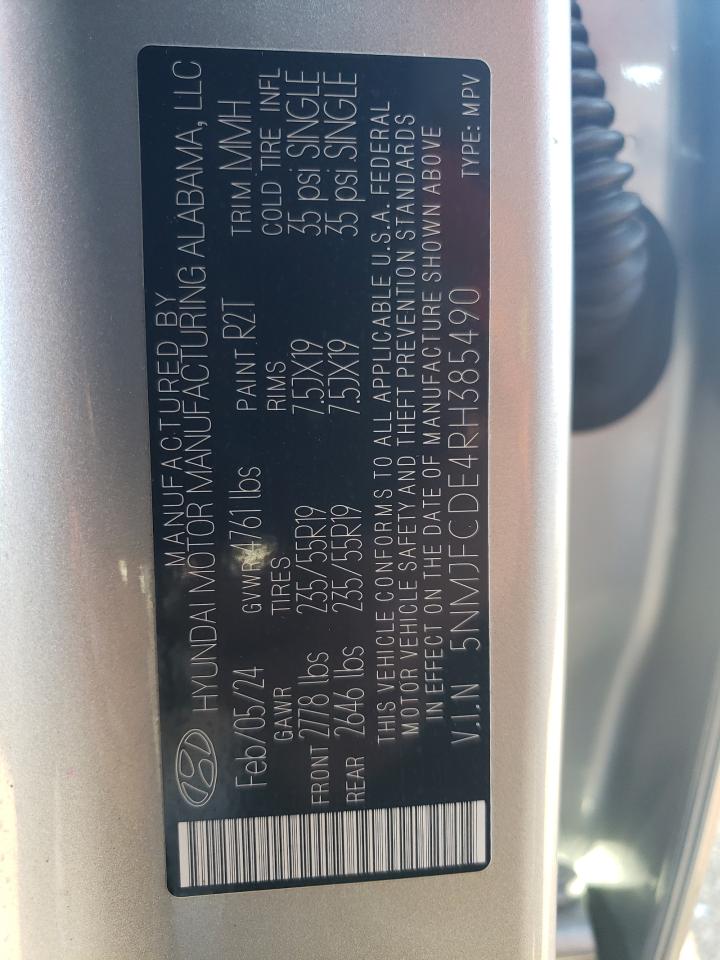 MANUFACTURED BY
HYUNDAI MOTOR MANUFACTURING ALABAMA, LLC
Feb/05/24 GVWR 4761 lbs PAINT R2T TRIM MMH
GAWR TIRES RIMS COLD TIRE INFL
FRONT 2778 lbs 235/55R19 7.5JX19 35 psi SINGLE
REAR 2646 lbs 235/55R19 7.5JX19 35 psi SINGLE
THIS VEHICLE CONFORMS TO ALL APPLICABLE U.S.A. FEDERAL
MOTOR VEHICLE SAFETY AND THEFT PREVENTION STANDARDS
IN EFFECT ON THE DATE OF MANUFACTURE SHOWN ABOVE
V.I.N 5NMJFCDE4RH385490 TYPE: MPV